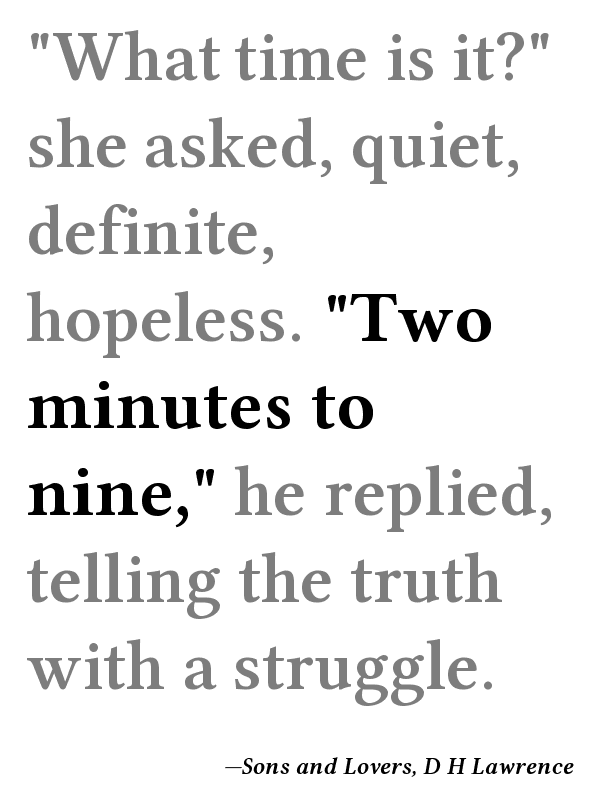 "What time is it?"
she asked, quiet,
definite,
hopeless. "Two
minutes to
nine," he replied,
telling the truth
with a struggle.
—Sons and Lovers, D H Lawrence